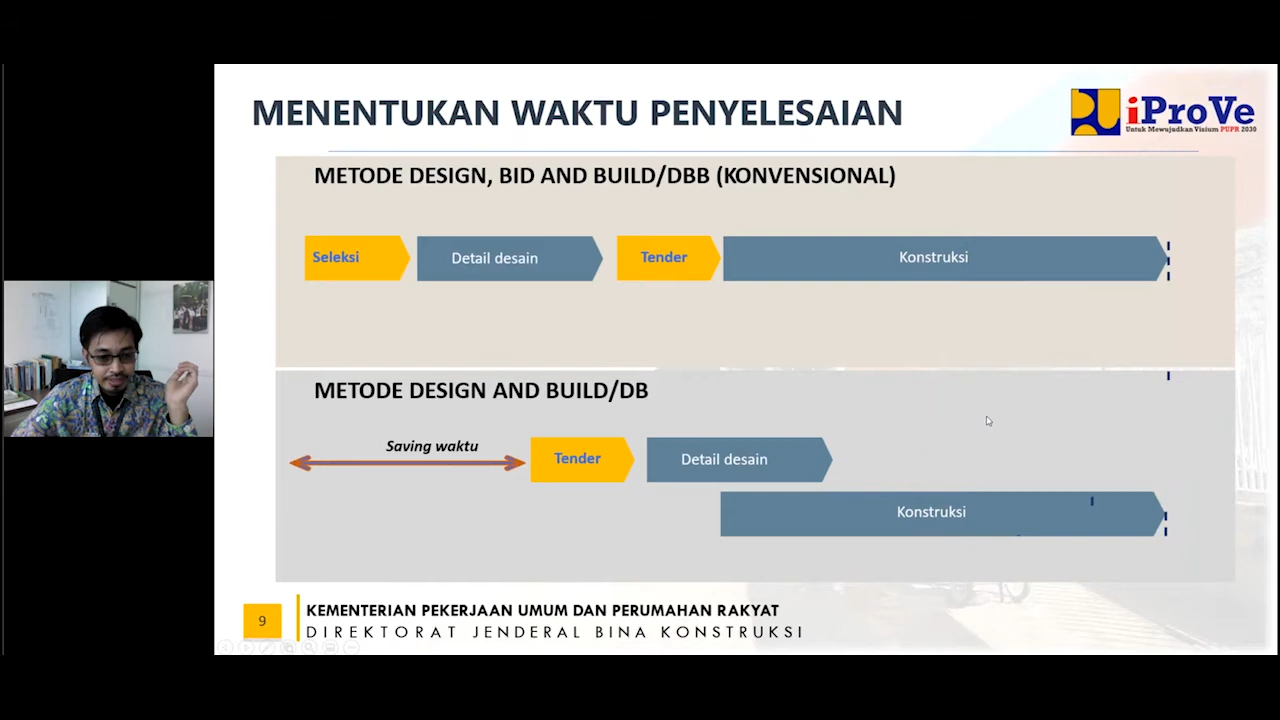 MENENTUKAN WAKTU PENYELESAIAN
iProVe
Untuk Mewujudkan Visium PUPR 2030
METODE DESIGN, BID AND BUILD/DBB (KONVENSIONAL)
Seleksi
Detail desain
Tender
Konstruksi
METODE DESIGN AND BUILD/DB
Saving waktu
Tender
Detail desain
Konstruksi
9
KEMENTERIAN PEKERJAAN UMUM DAN PERUMAHAN RAKYAT
DIREKTORAT JENDERAL BINA KONSTRUKSI